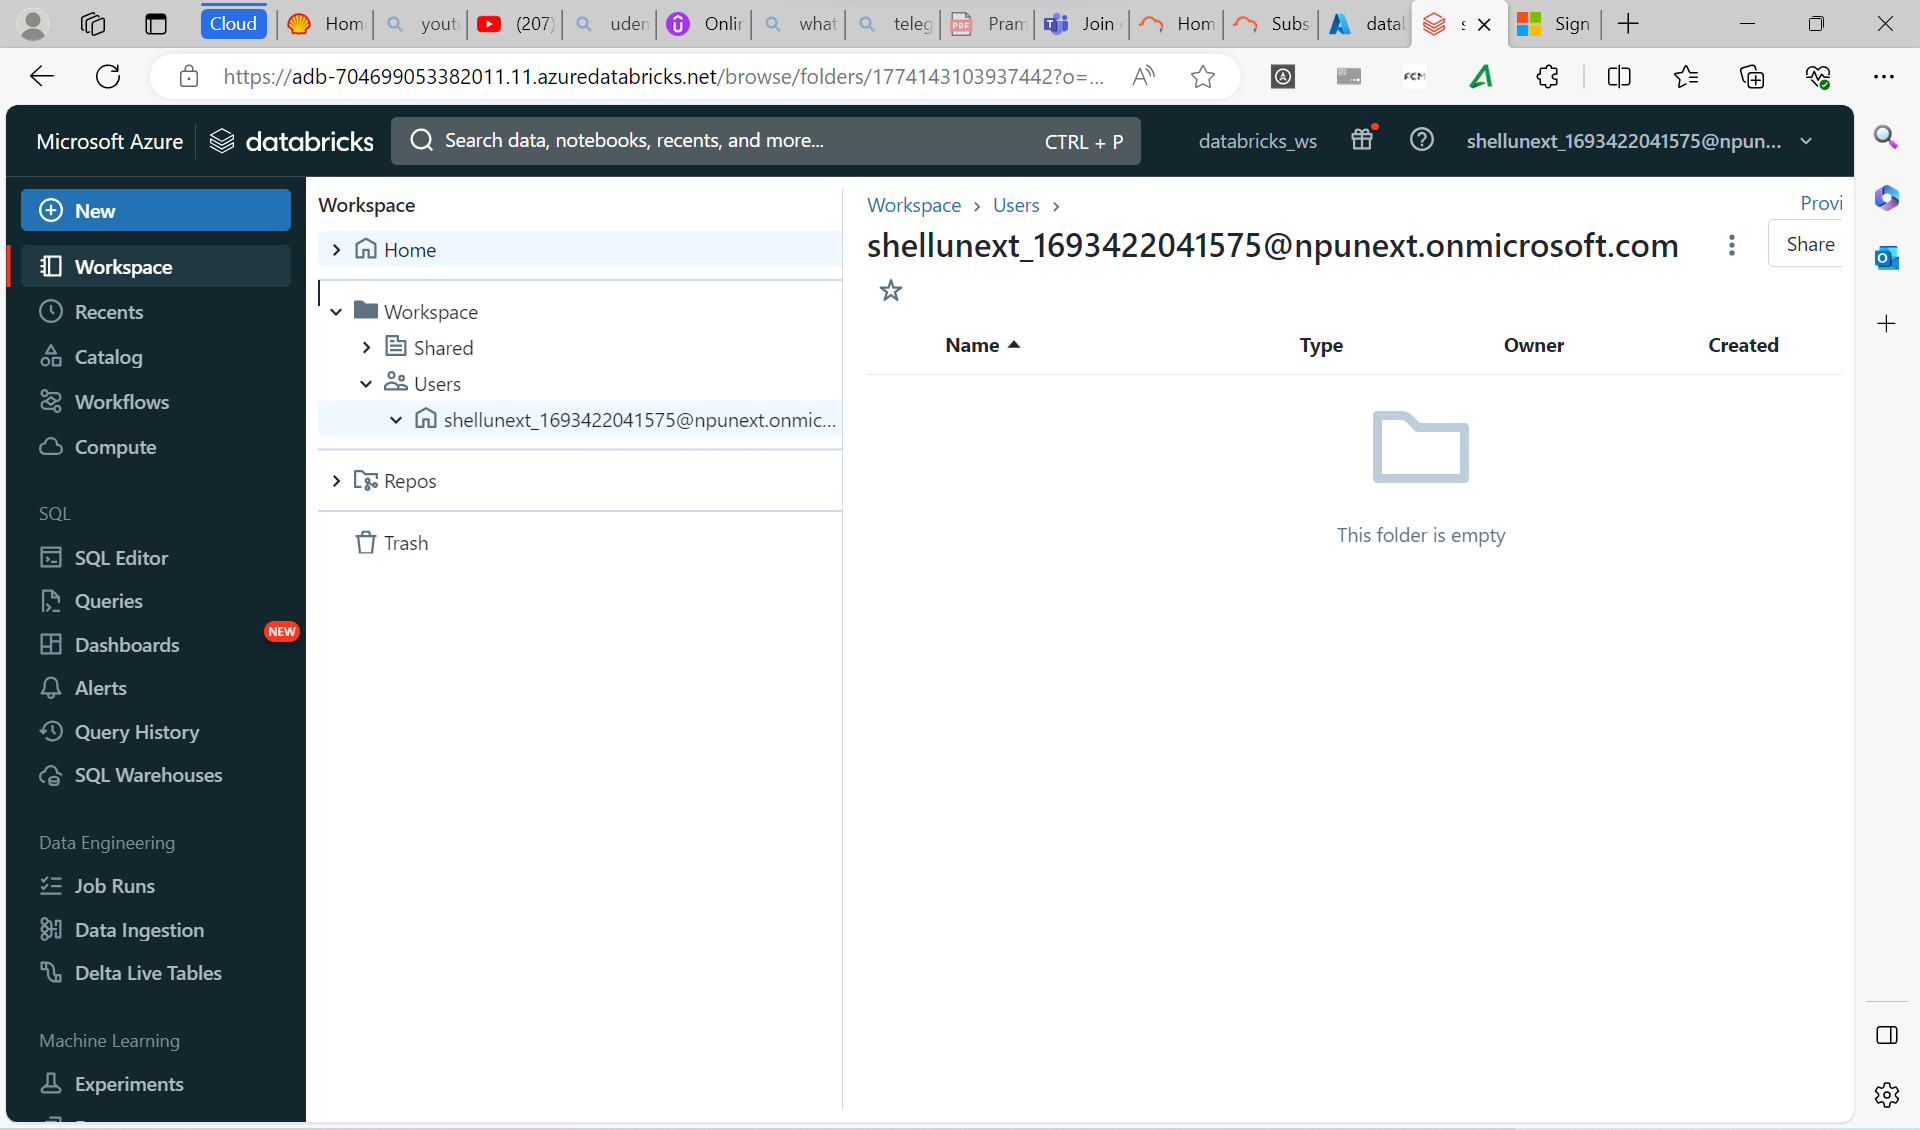 Cloud
Hom
yout
(207)
uden
Onlin
what
teleg
Pram
Join
Hom
Subs
datal
Sign
https://adb-704699053382011.11.azuredatabricks.net/browse/folders/1774143103937442?o=...
Microsoft Azure
databricks
Search data, notebooks, recents, and more...
CTRL + P
databricks_ws
shellunext_1693422041575@npun...
New
Workspace
Recents
Catalog
Workflows
Compute
SQL
SQL Editor
Queries
Dashboards
NEW
Alerts
Query History
SQL Warehouses
Data Engineering
Job Runs
Data Ingestion
Delta Live Tables
Machine Learning
Experiments
Workspace
Home
Workspace
Shared
Users
shellunext_1693422041575@npunext.onmic...
Repos
Trash
Workspace > Users >
Provi
shellunext_1693422041575@npunext.onmicrosoft.com
Share
Name
Type
Owner
Created
This folder is empty